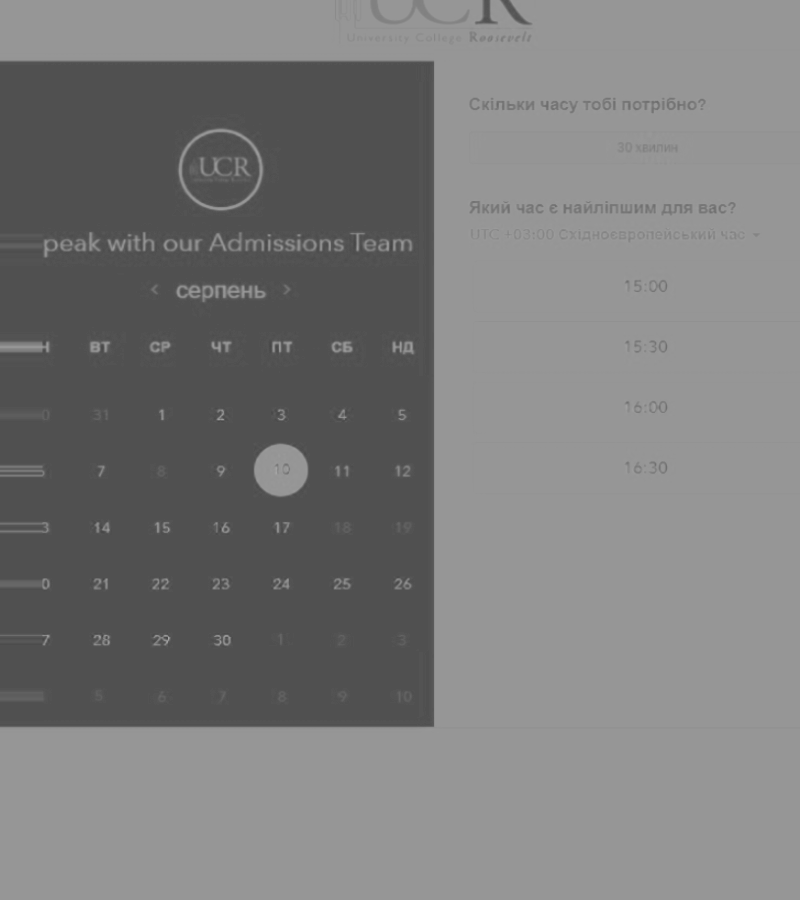 UCR
University College Roosevelt
UCR
peak with our Admissions Team
< серпень >
Н ВТ СР ЧТ ПТ СБ НД
0 31 1 2 3 4 5
7 8 9 10 11 12
3 14 15 16 17 18 19
0 21 22 23 24 25 26
7 28 29 30 1 2 3
5 6 7 8 9 10
Скільки часу тобі потрібно?
30 хвилин
Який час є найліпшим для вас?
UTC +03:00 Східноєвропейський час
15:00
15:30
16:00
16:30